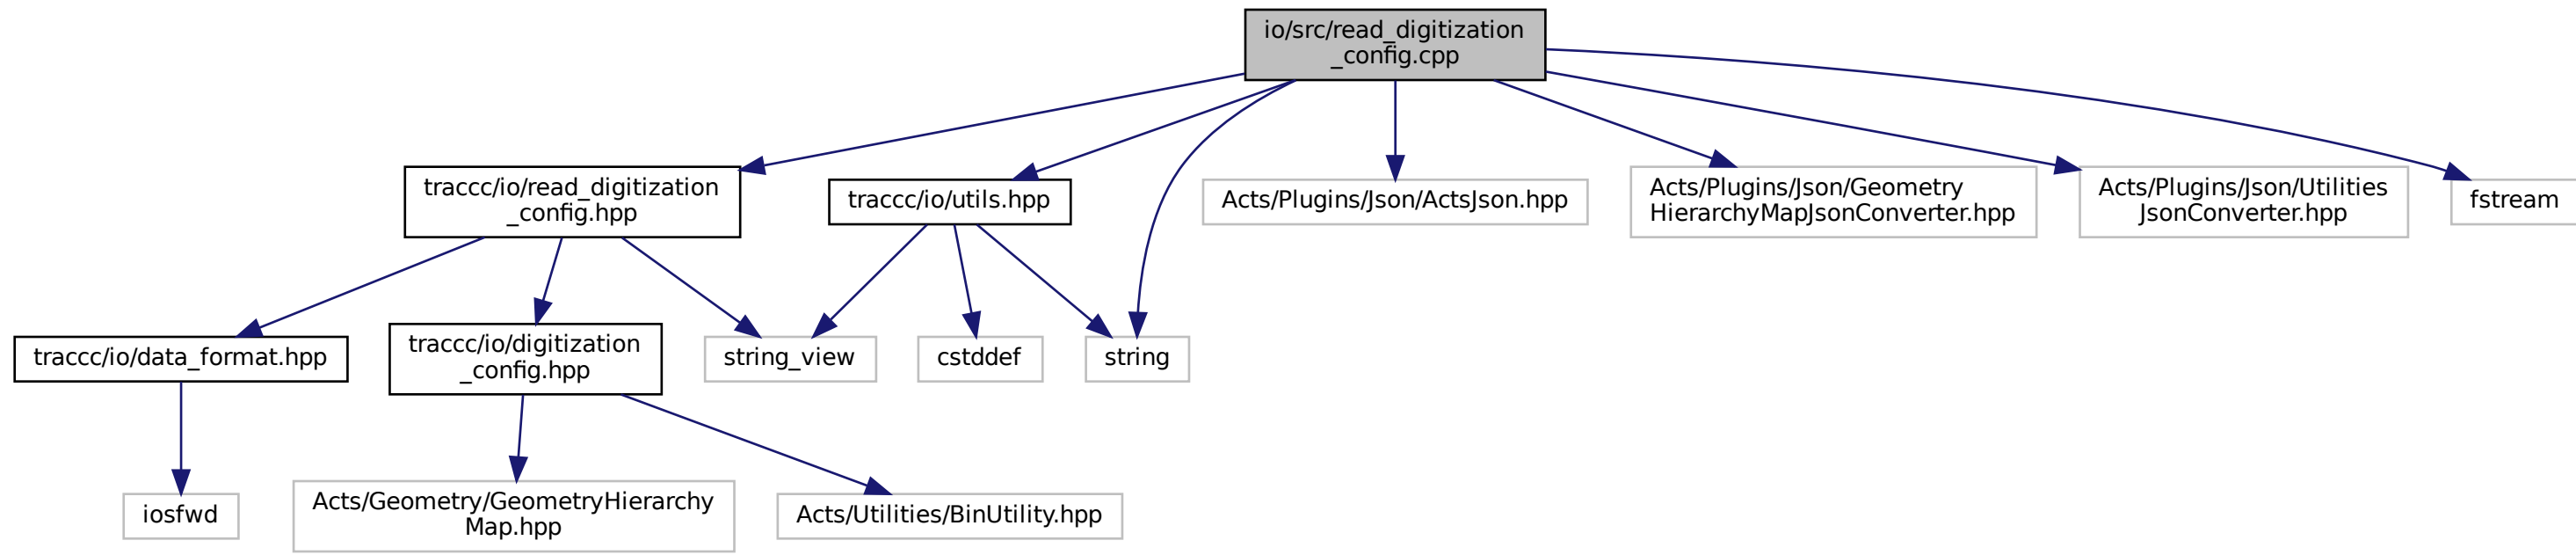 io/src/read_digitization
_config.cpp
traccc/io/read_digitization
_config.hpp
traccc/io/utils.hpp
Acts/Plugins/Json/ActsJson.hpp
Acts/Plugins/Json/Geometry
HierarchyMapJsonConverter.hpp
Acts/Plugins/Json/Utilities
JsonConverter.hpp
fstream
traccc/io/data_format.hpp
traccc/io/digitization
_config.hpp
string_view
cstddef
string
iosfwd
Acts/Geometry/GeometryHierarchy
Map.hpp
Acts/Utilities/BinUtility.hpp